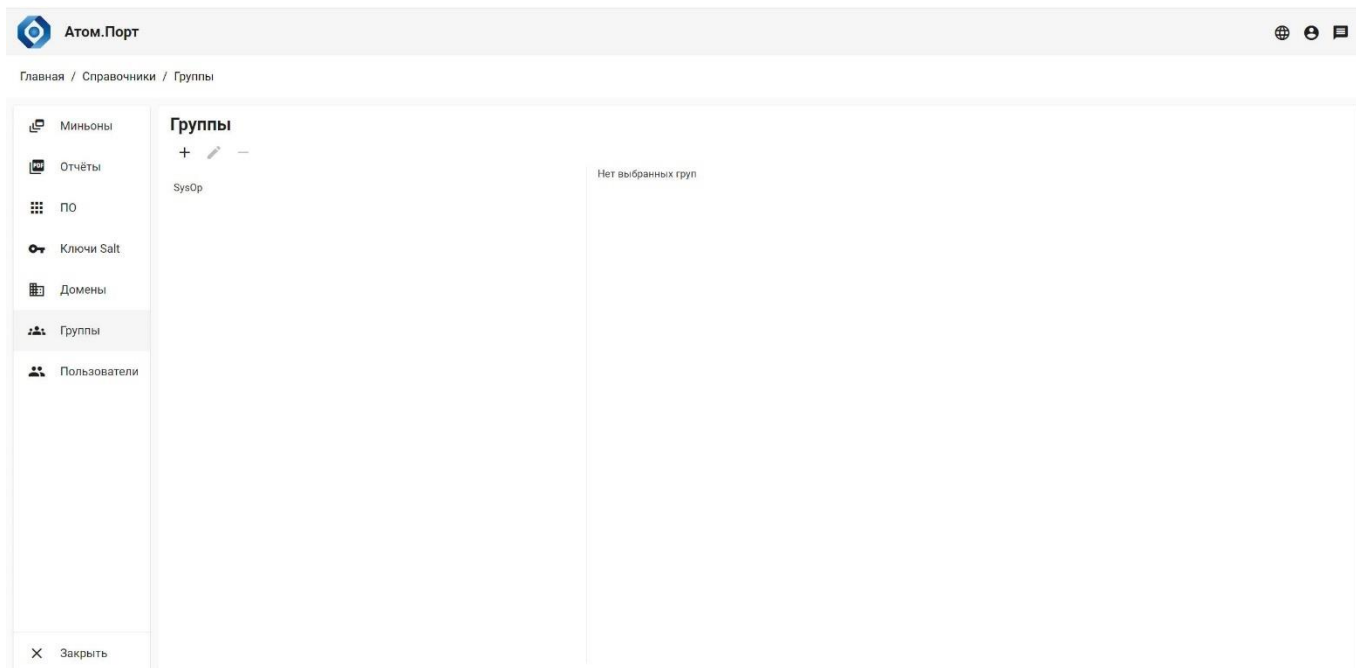 Атом.Порт
Главная / Справочники / Группы
Миньоны
Отчёты
ПО
Ключи Salt
Домены
Группы
Пользователи
Закрыть
Группы
SysOp
Нет выбранных груп